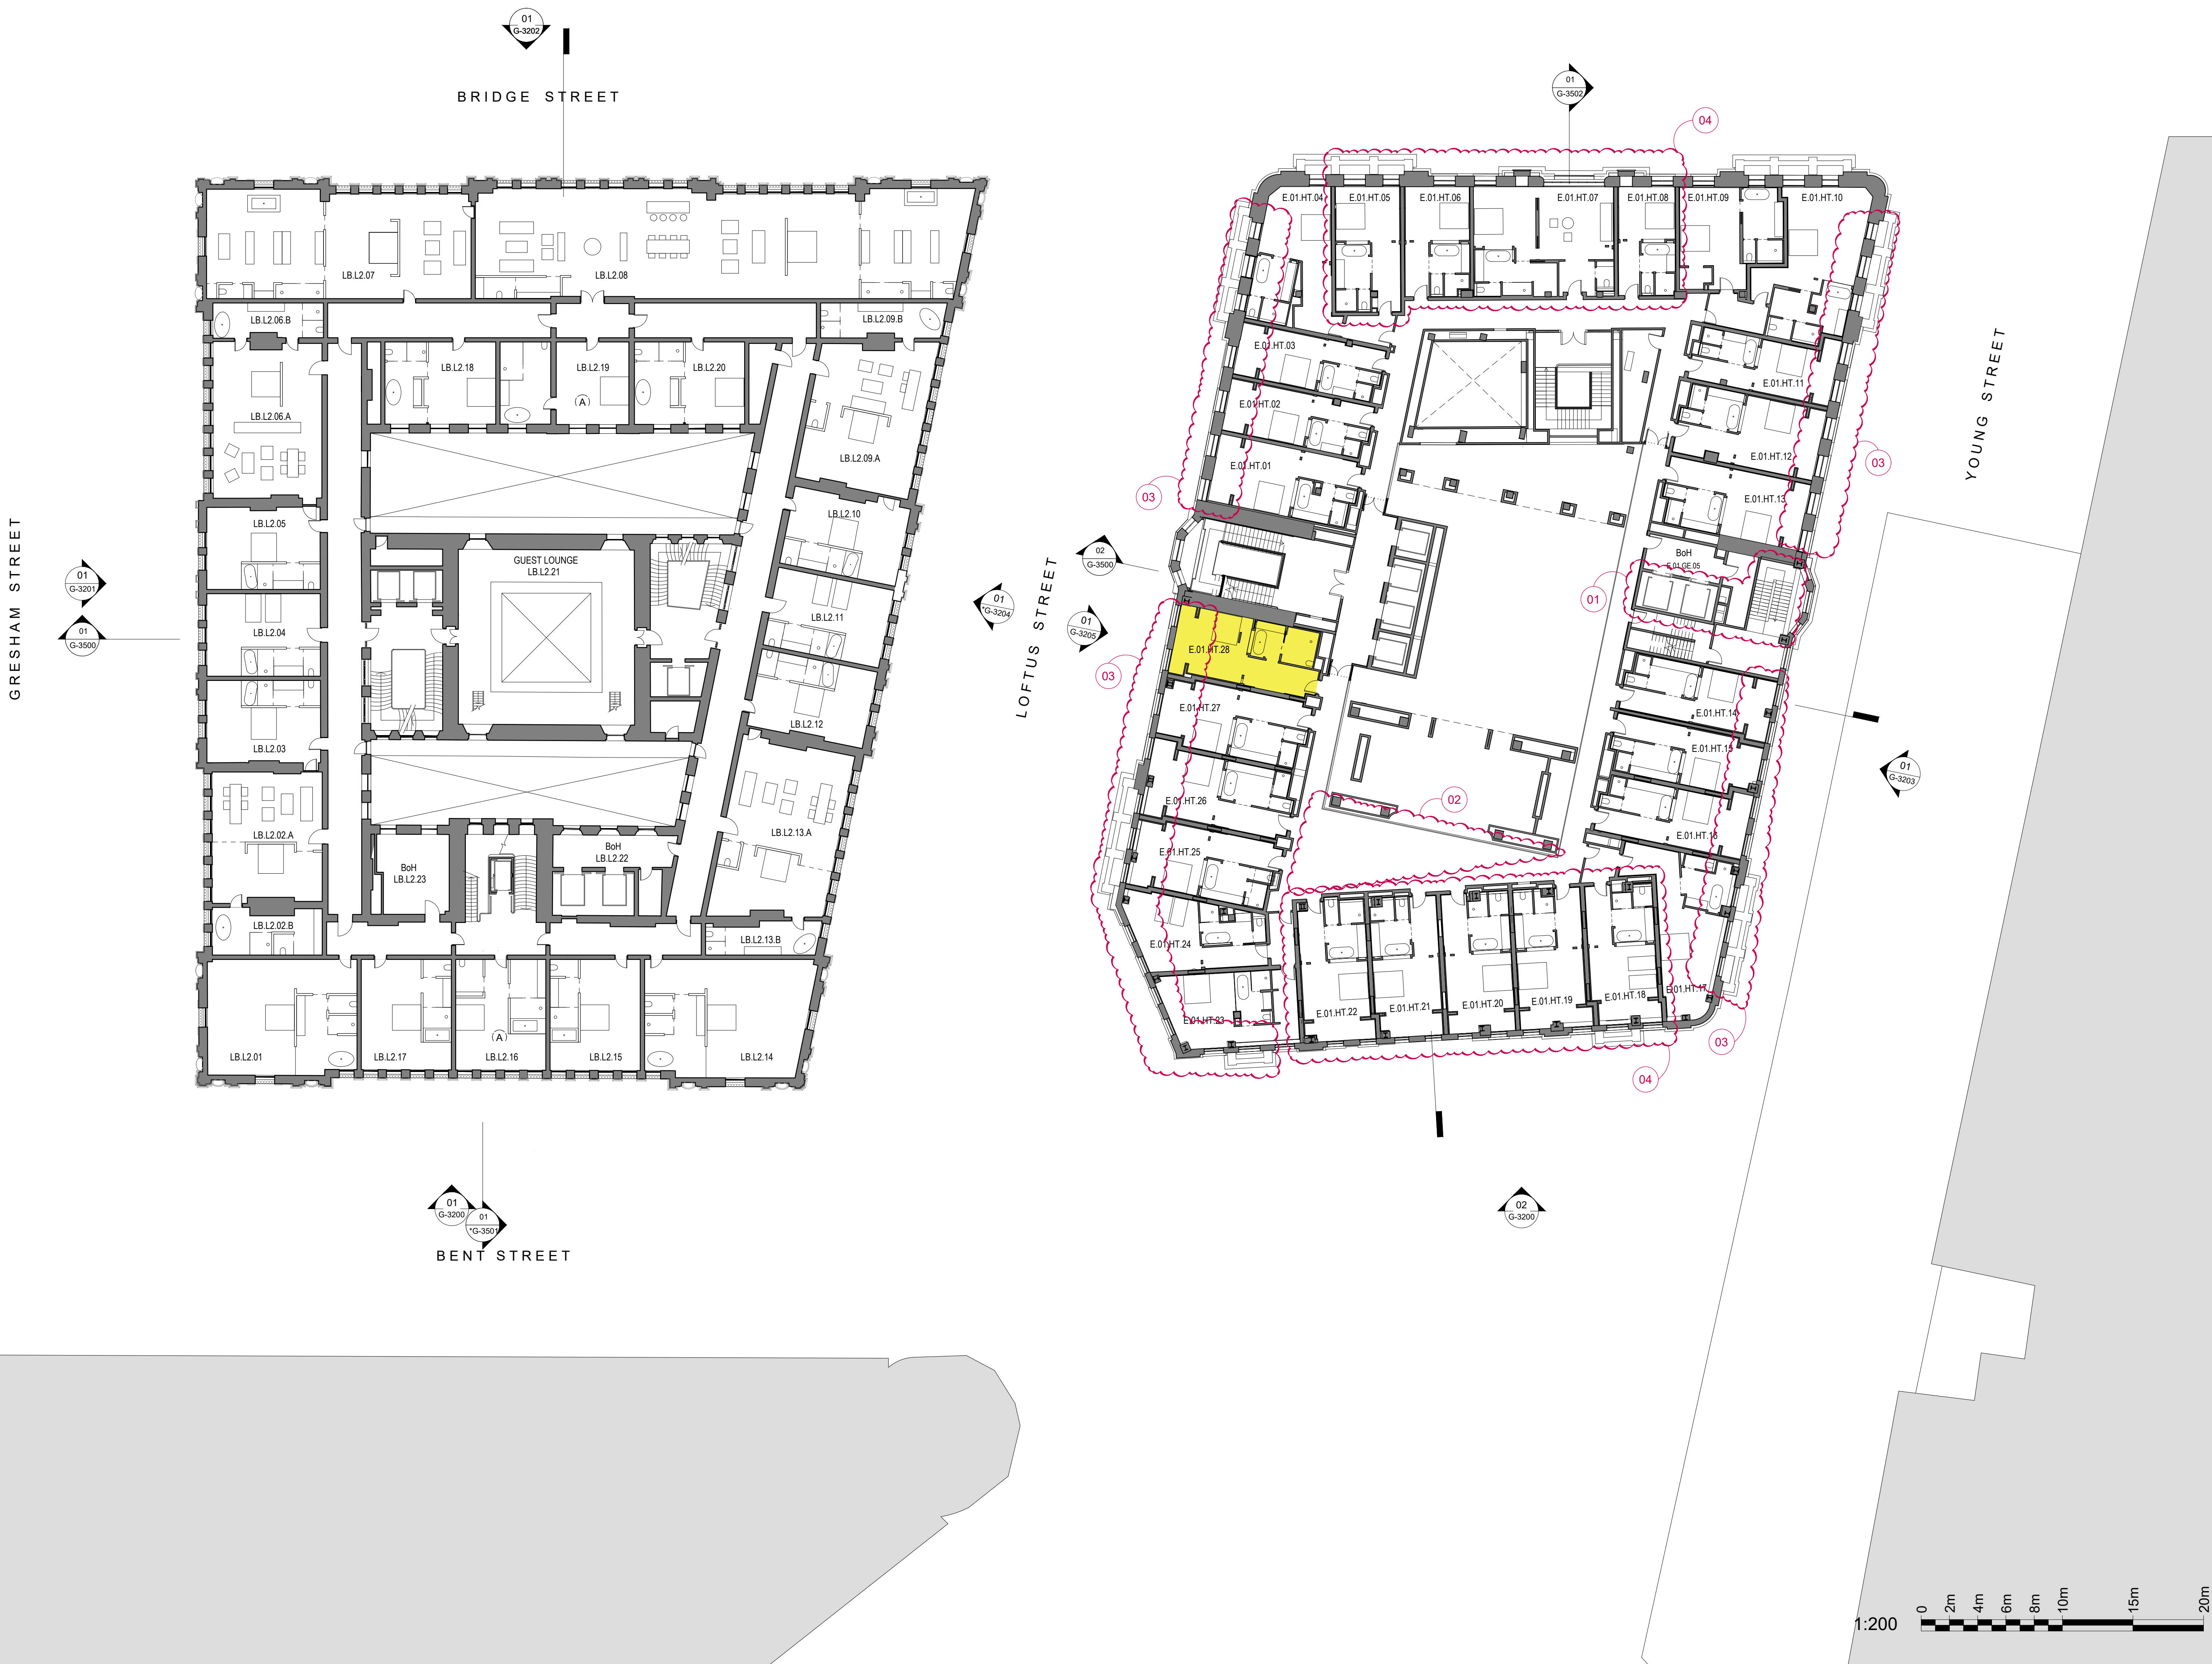 01
G-3202
BRIDGE STREET
01
G-3502
04
LB.L2.07
LB.L2.08
LB.L2.06.B
LB.L2.09.B
LB.L2.18
LB.L2.19
LB.L2.20
(A)
LB.L2.06.A
LB.L2.09.A
LB.L2.05
LB.L2.10
GUEST LOUNGE
LB.L2.21
LB.L2.04
LB.L2.11
LB.L2.03
LB.L2.12
LB.L2.02.A
LB.L2.13.A
BoH
LB.L2.22
BoH
LB.L2.23
LB.L2.02.B
LB.L2.13.B
LB.L2.01
LB.L2.17
(A)
LB.L2.16
LB.L2.15
LB.L2.14
GRESHAM STREET
01
G-3201
01
G-3500
01
*G-3204
LOFTUS STREET
02
G-3500
01
G-3205
03
03
E.01.HT.04
E.01.HT.05
E.01.HT.06
E.01.HT.07
E.01.HT.08
E.01.HT.09
E.01.HT.10
E.01.HT.03
E.01.HT.11
E.01.HT.02
E.01.HT.12
E.01.HT.01
E.01.HT.13
BoH
E.01.GE.05
01
E.01.HT.28
E.01.HT.27
E.01.HT.14
E.01.HT.15
E.01.HT.26
02
E.01.HT.16
E.01.HT.25
E.01.HT.24
E.01.HT.17
E.01.HT.23
E.01.HT.22
E.01.HT.21
E.01.HT.20
E.01.HT.19
E.01.HT.18
03
03
04
YOUNG STREET
01
G-3203
01
G-3200
01
*G-3501
BENT STREET
02
G-3200
1:200
0 2m 4m 6m 8m 10m 15m 20m